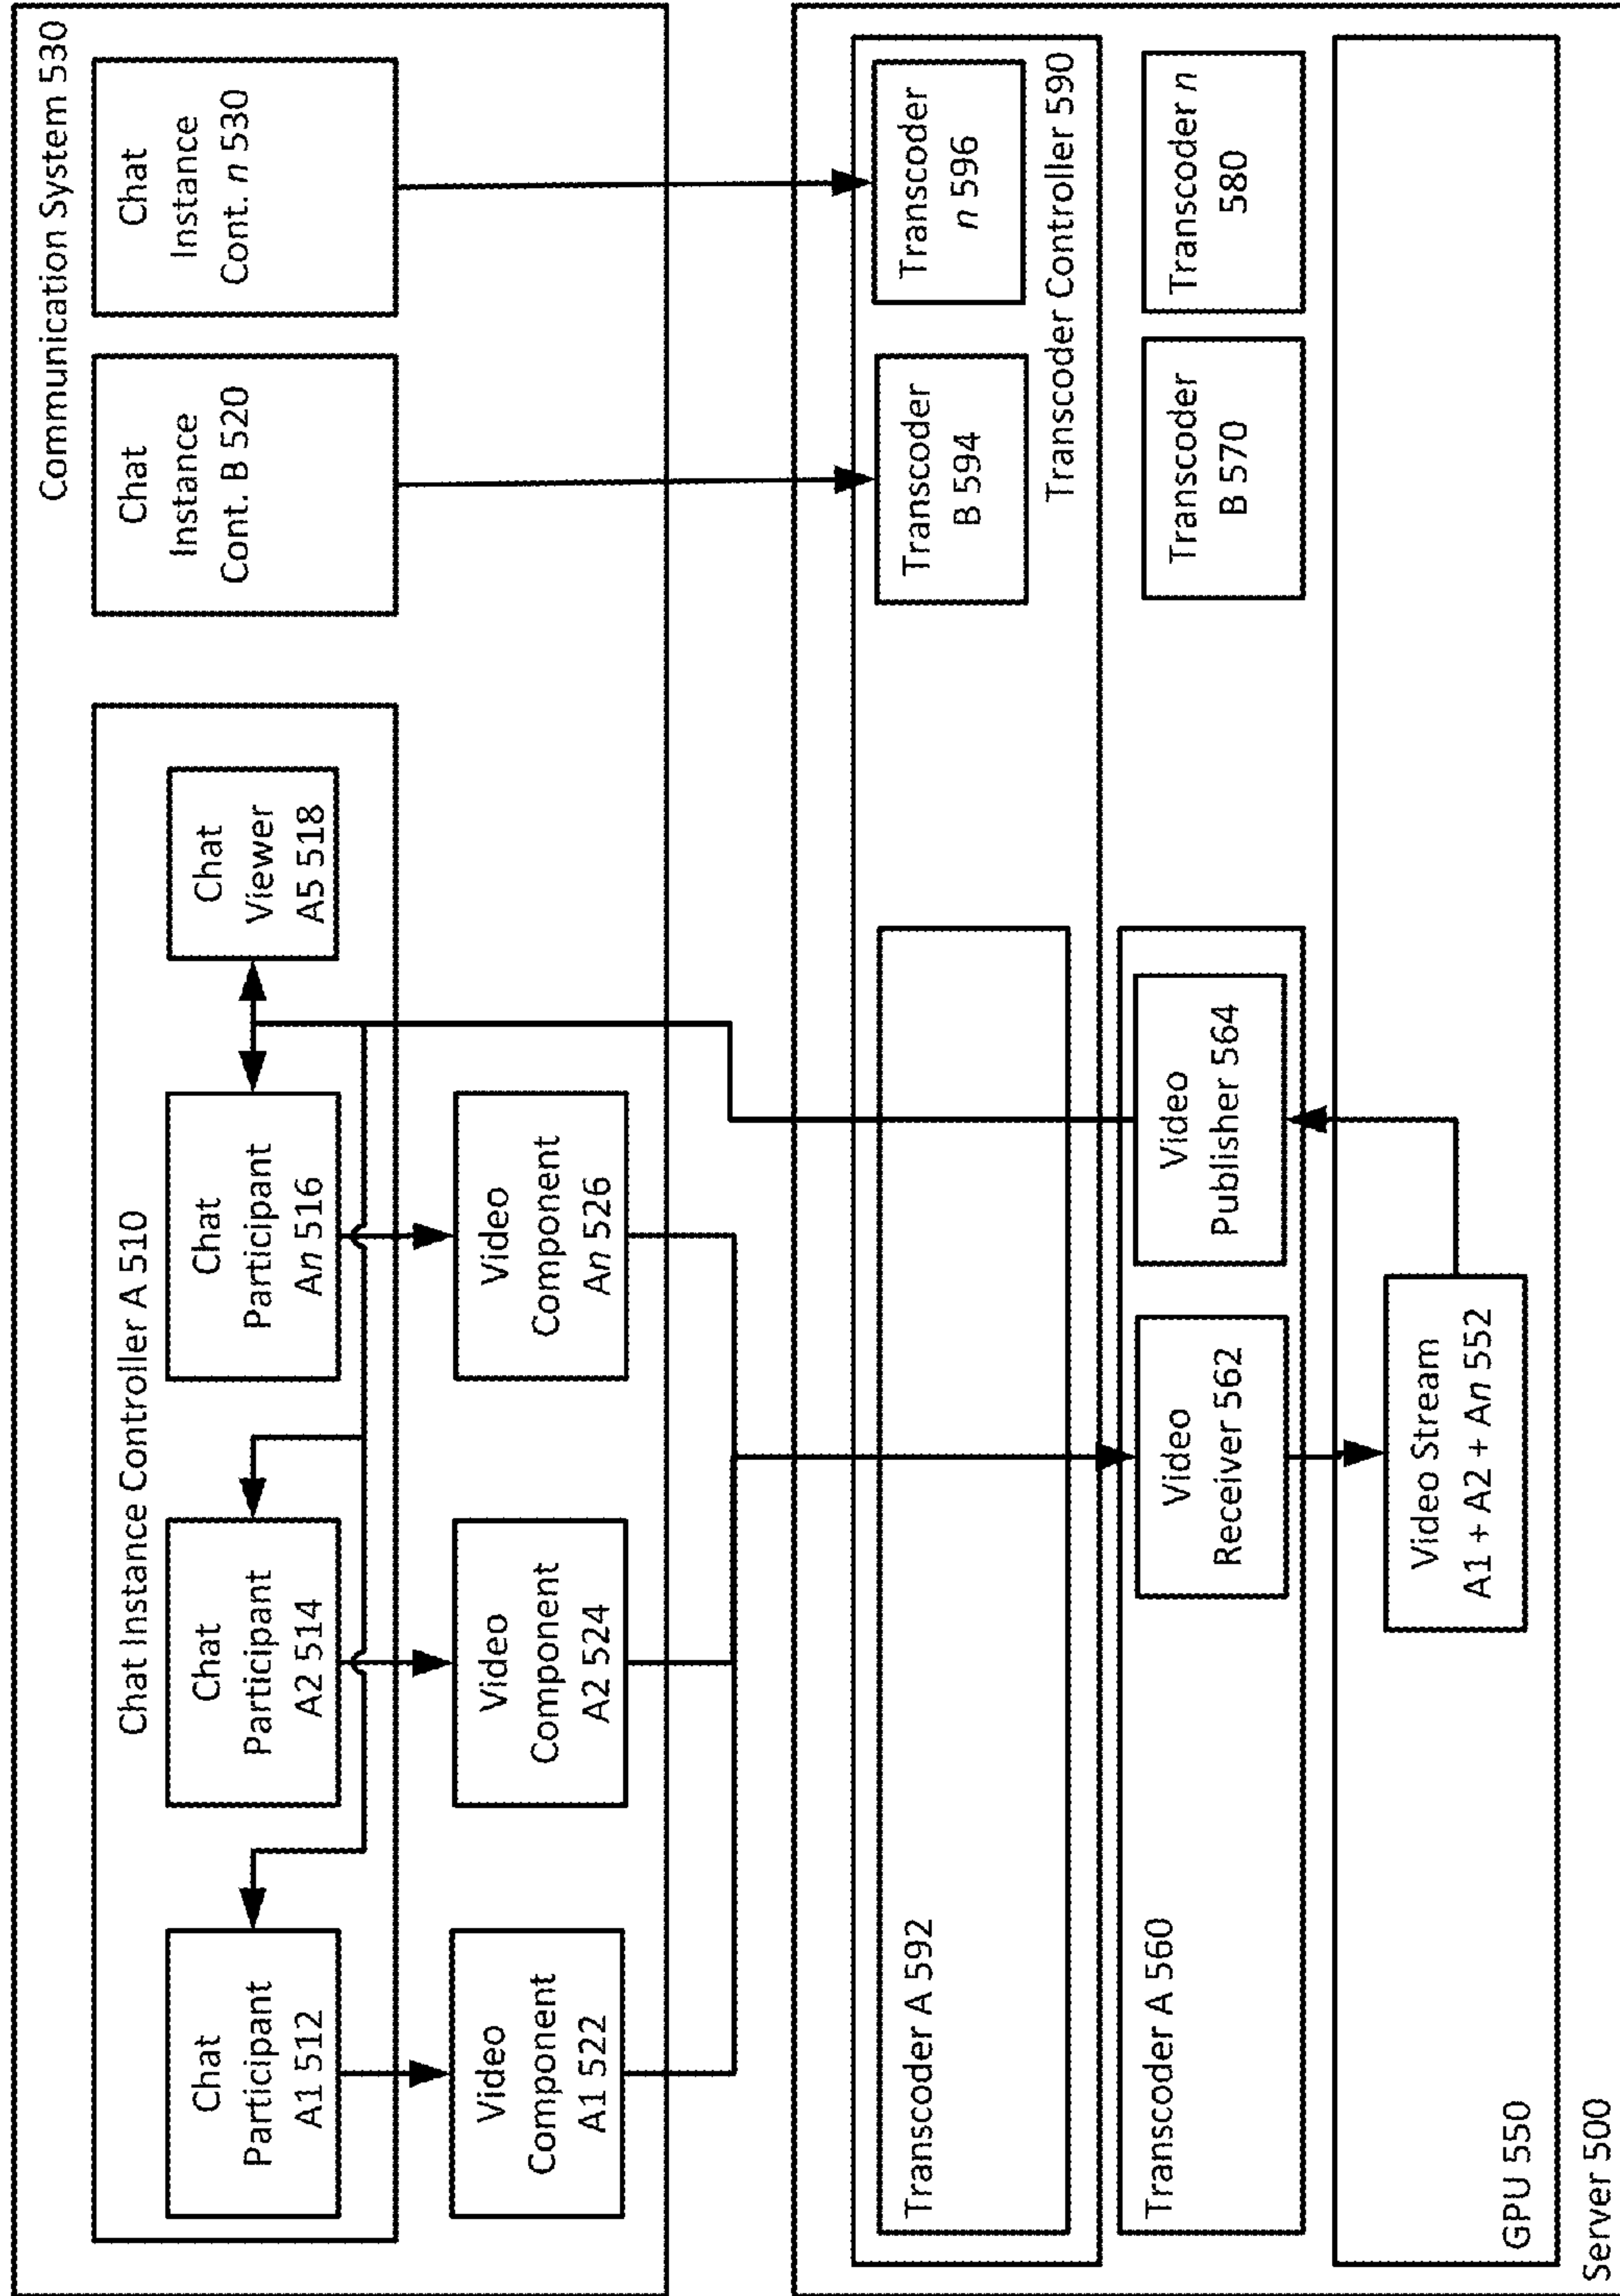 Communication System 530
Chat Instance Controller A 510
Chat
Participant
A1 512
Chat
Participant
A2 514
Chat
Participant
An 516
Chat
Viewer
A5 518
Chat
Instance
Cont. B 520
Chat
Instance
Cont. n 530
Video
Component
A1 522
Video
Component
A2 524
Video
Component
An 526
Transcoder A 592
Transcoder
B 594
Transcoder
n 596
Transcoder Controller 590
Transcoder A 560
Video
Receiver 562
Video
Publisher 564
Transcoder
B 570
Transcoder n
580
Video Stream
A1 + A2 + An 552
GPU 550
Server 500